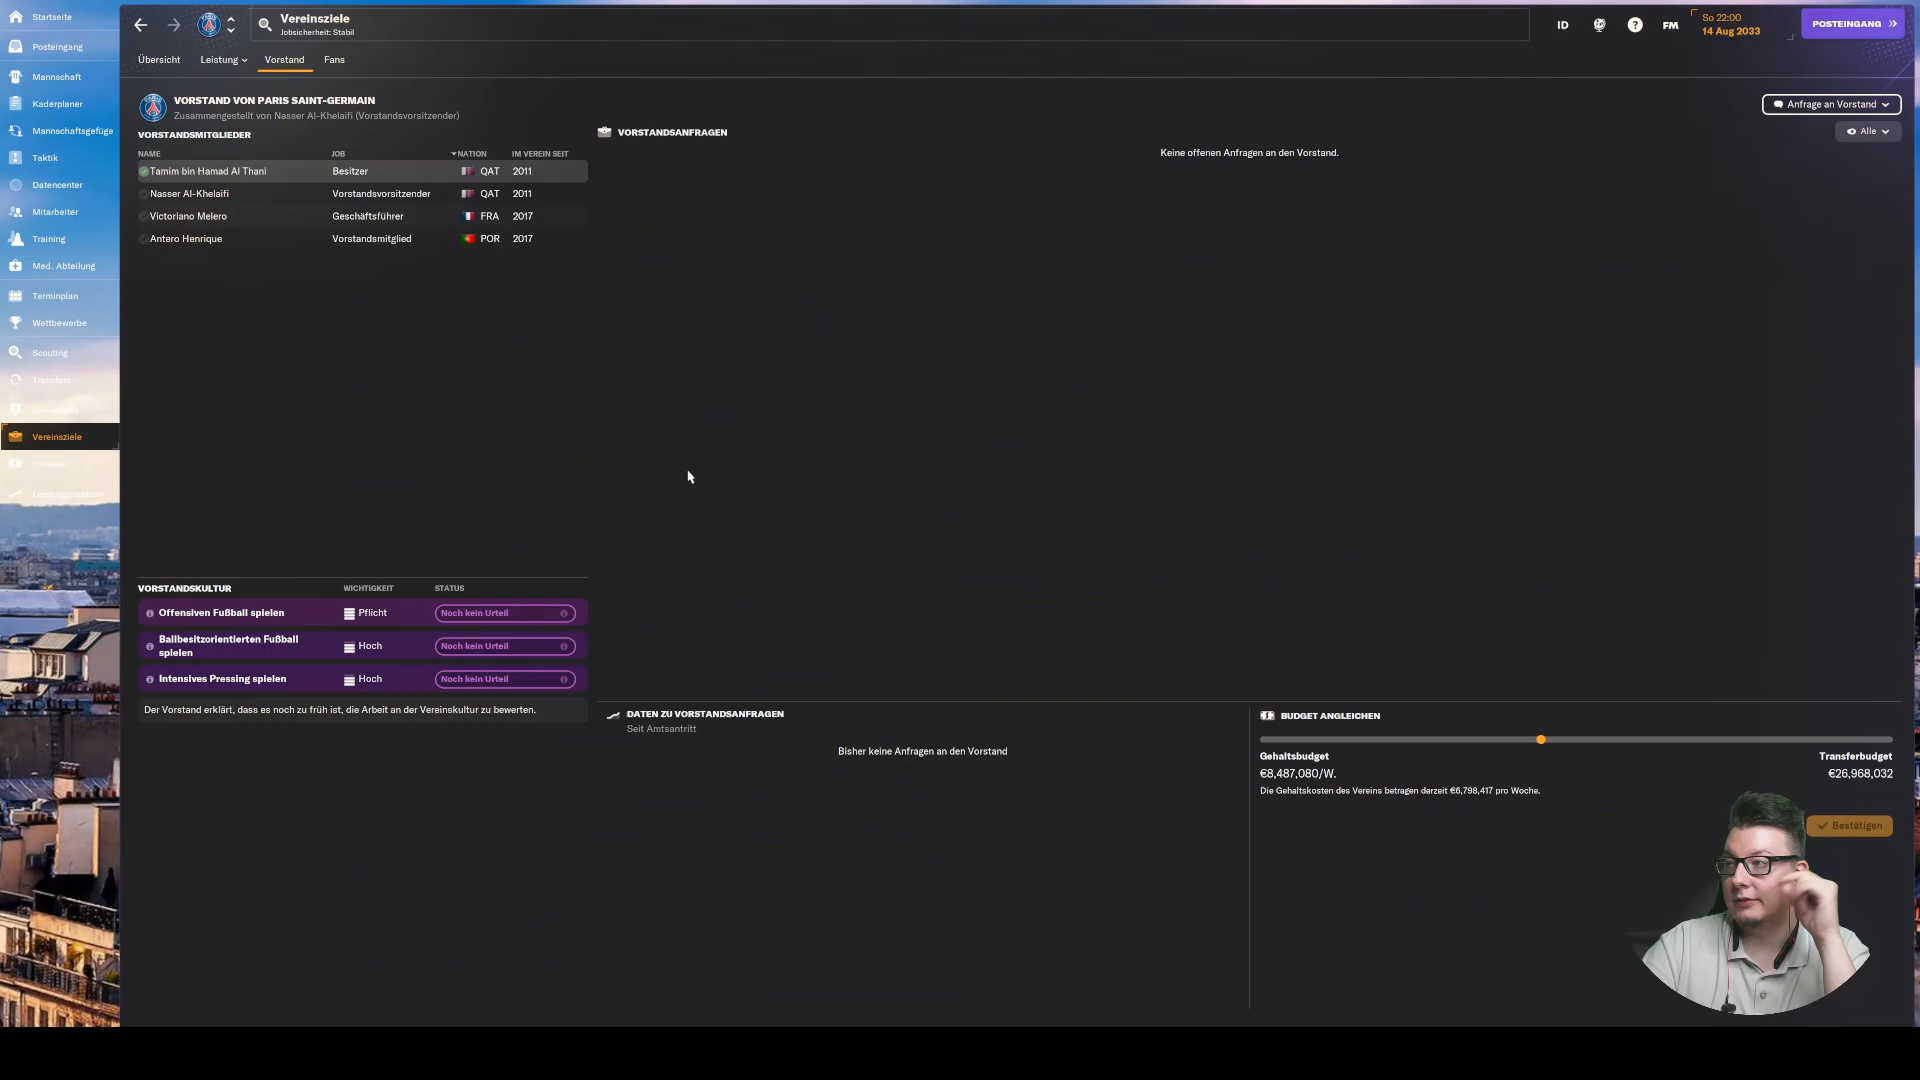 Startseite
Posteingang
Mannschaft
Kaderplaner
Mannschaftsgefüge
Taktik
Datencenter
Mitarbeiter
Training
Med. Abteilung
Terminplan
Wettbewerbe
Scouting
Transfers
Vereinsziele
Vereinsziele
Jobsicherheit: Stabil
ID
?
FM
So 22:00
14 Aug 2033
POSTEINGANG
Übersicht
Leistung
Vorstand
Fans
VORSTAND VON PARIS SAINT-GERMAIN
Zusammengestellt von Nasser Al-Khelaifi (Vorstandsvorsitzender)
Anfrage an Vorstand
Alle
VORSTANDSMITGLIEDER
NAME JOB NATION IM VEREIN SEIT
Tamim bin Hamad Al Thani Besitzer QAT 2011
Nasser Al-Khelaifi Vorstandsvorsitzender QAT 2011
Victoriano Melero Geschäftsführer FRA 2017
Antero Henrique Vorstandsmitglied POR 2017
VORSTANDSANFRAGEN
Keine offenen Anfragen an den Vorstand.
VORSTANDSKULTUR WICHTIGKEIT STATUS
Offensiven Fußball spielen Pflicht Noch kein Urteil
Ballbesitzorientierten Fußball
spielen Hoch Noch kein Urteil
Intensives Pressing spielen Hoch Noch kein Urteil
Der Vorstand erklärt, dass es noch zu früh ist, die Arbeit an der Vereinskultur zu bewerten.
DATEN ZU VORSTANDSANFRAGEN
Seit Amtsantritt
Bisher keine Anfragen an den Vorstand
BUDGET ANGLEICHEN
Gehaltsbudget Transferbudget
€8,487,080/W. €26,968,032
Die Gehaltskosten des Vereins betragen derzeit €6,798,417 pro Woche.
Bestätigen